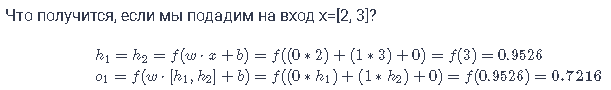 Что получится, если мы подадим на вход x=[2, 3]?
h₁ = h₂ = f(w · x + b) = f((0 * 2) + (1 * 3) + 0) = f(3) = 0.9526
o₁ = f(w · [h₁, h₂] + b) = f((0 * h₁) + (1 * h₂) + 0) = f(0.9526) = 0.7216